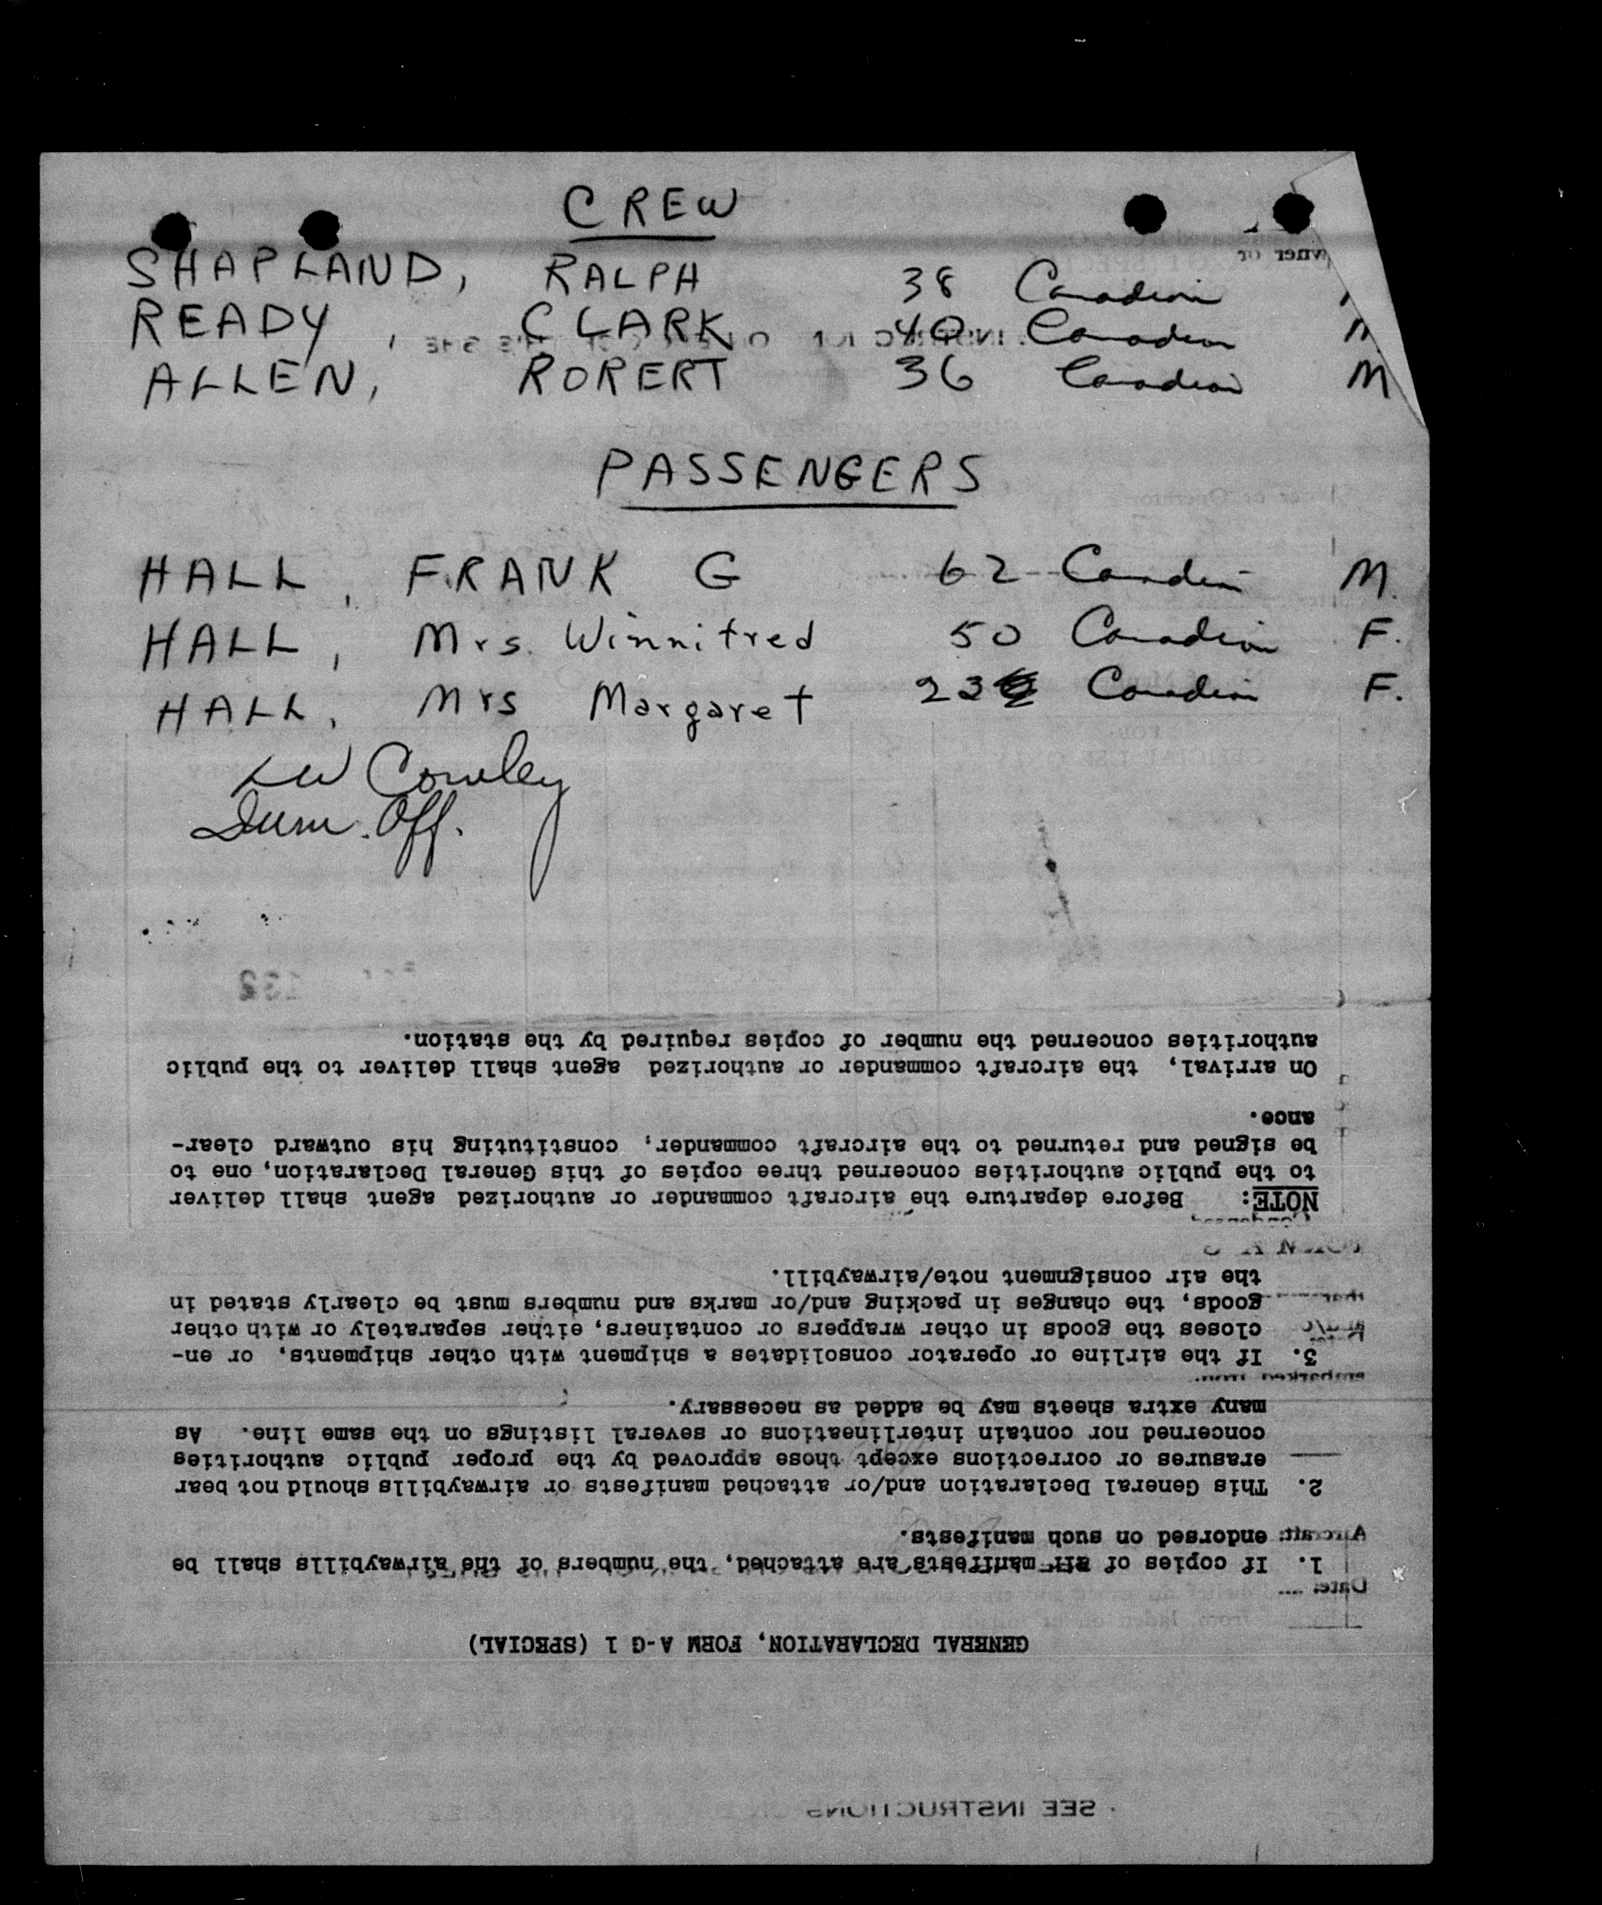 CREW
SHAPLAND, RALPH 38 Canadian
READY, CLARK 40 Canadian M
ALLEN, RORERT 36 Canadian M
PASSENGERS
HALL, FRANK G 62 Canadian M.
HALL, Mrs. Winnifred 50 Canadian F.
HALL, Mrs Margaret 23 Canadian F.
LW Cowley
Imm. Off.
132
GENERAL DECLARATION, FORM A-G 1 (SPECIAL)
1. If copies of manifests are attached, the numbers of the airwaybills shall be
endorsed on such manifests.
2. This General Declaration and/or attached manifests or airwaybills should not bear
erasures or corrections except those approved by the proper public authorities
concerned nor contain interlineations or several listings on the same line. As
many extra sheets may be added as necessary.
3. If the airline or operator consolidates a shipment with other shipments, or en-
closes the goods in other wrappers or containers, either separately or with other
goods, the changes in packing and/or marks and numbers must be clearly stated in
the air consignment note/airwaybill.
NOTE: Before departure the aircraft commander or authorized agent shall deliver
to the public authorities concerned three copies of this General Declaration, one to
be signed and returned to the aircraft commander, constituting his outward clear-
ance.
On arrival, the aircraft commander or authorized agent shall deliver to the public
authorities concerned the number of copies required by the station.
SEE INSTRUCTIONS